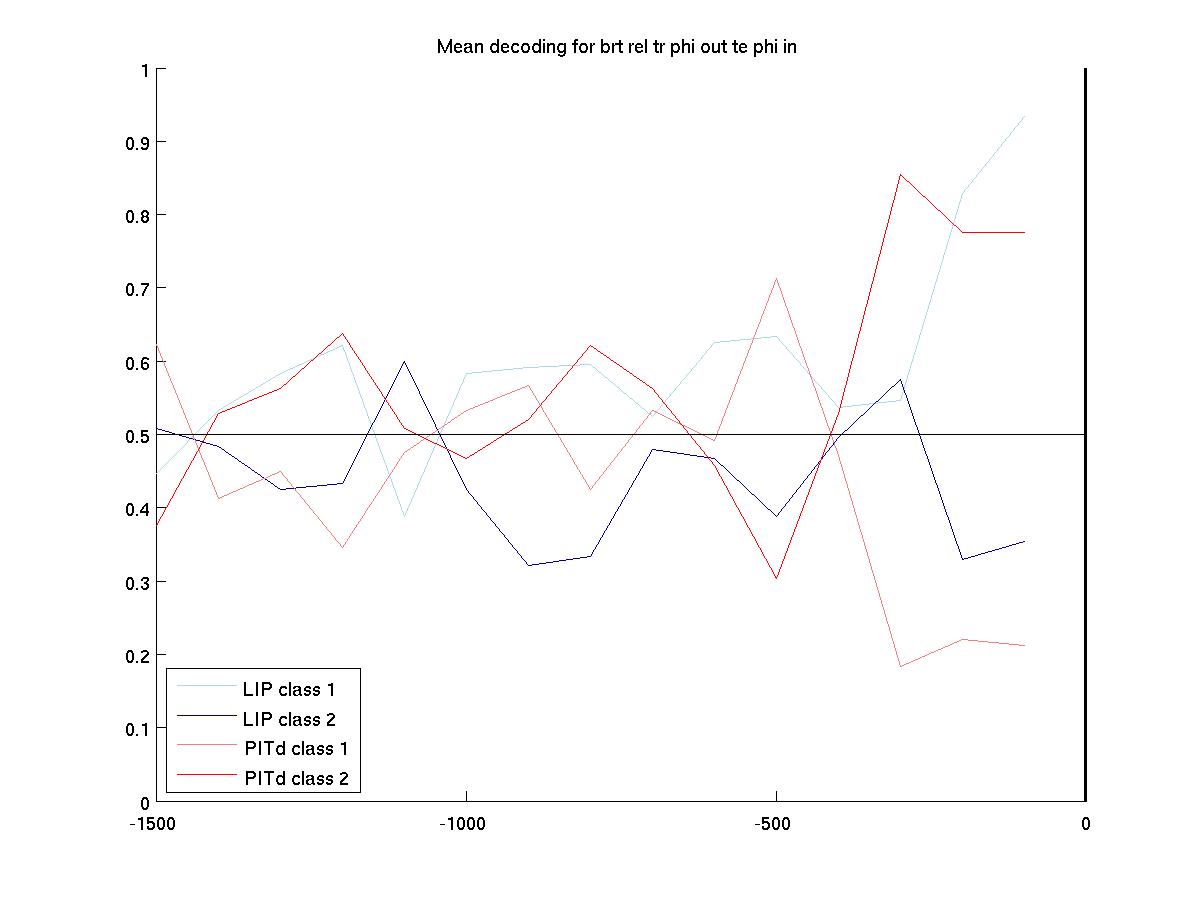 Mean decoding for brt rel tr phi out te phi in
1
0.9
0.8
0.7
0.6
0.5
0.4
0.3
0.2
0.1
0
LIP class 1
LIP class 2
PITd class 1
PITd class 2
-1500 -1000 -500 0